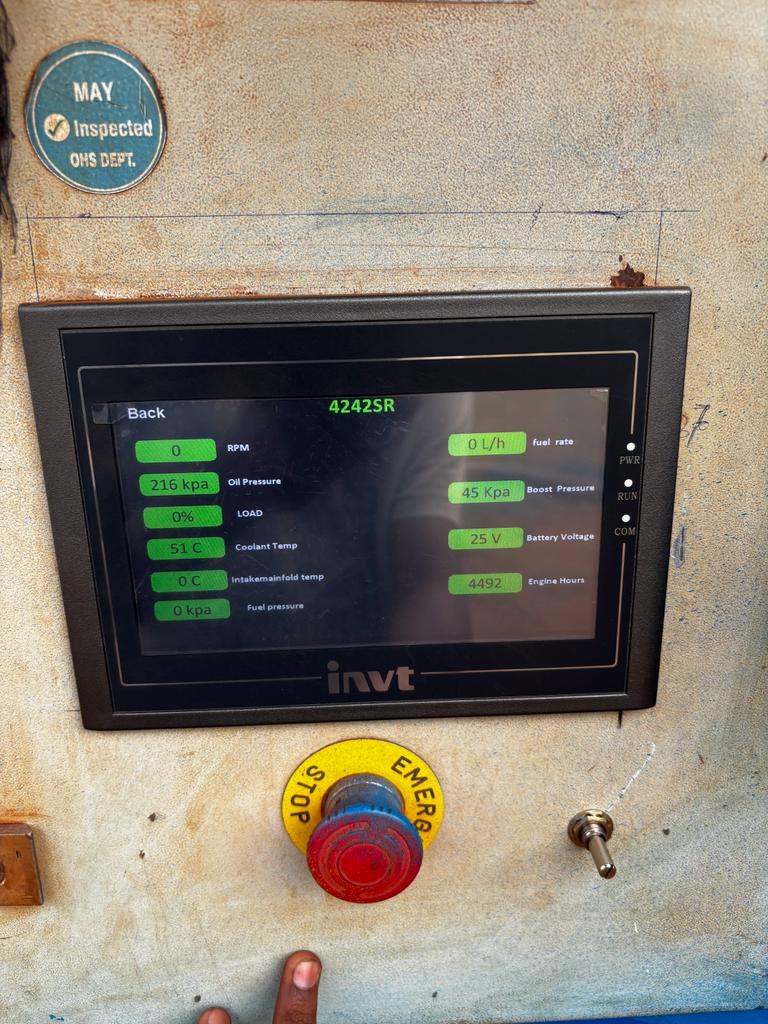 MAY
Inspected
OHS DEPT.
Back
4242SR
0 RPM
0 L/h fuel rate
216 kpa Oil Pressure
45 Kpa Boost Pressure
0% LOAD
51 C Coolant Temp
25 V Battery Voltage
0 C Intakemainfold temp
4492 Engine Hours
0 kpa Fuel pressure
PWR
RUN
COM
invt
EMERG
STOP